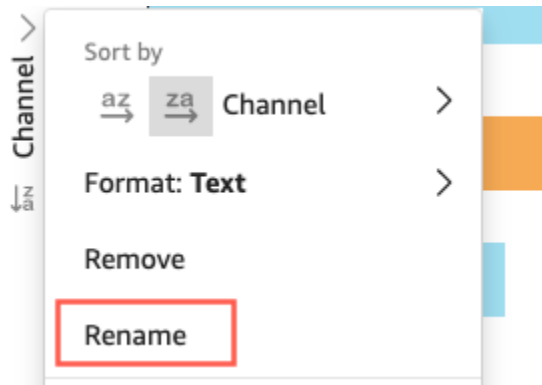 Channel
z
a
Sort by
az za Channel
Format: Text
Remove
Rename